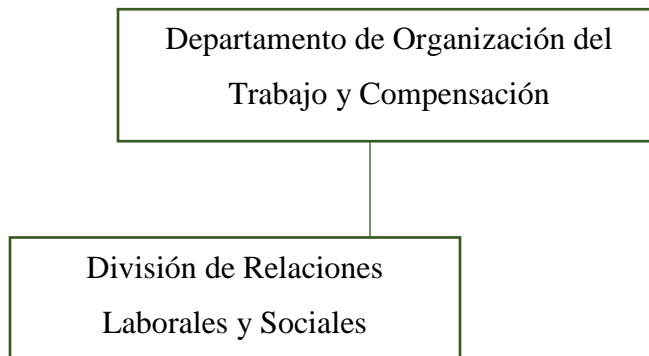 Departamento de Organización del
Trabajo y Compensación
División de Relaciones
Laborales y Sociales